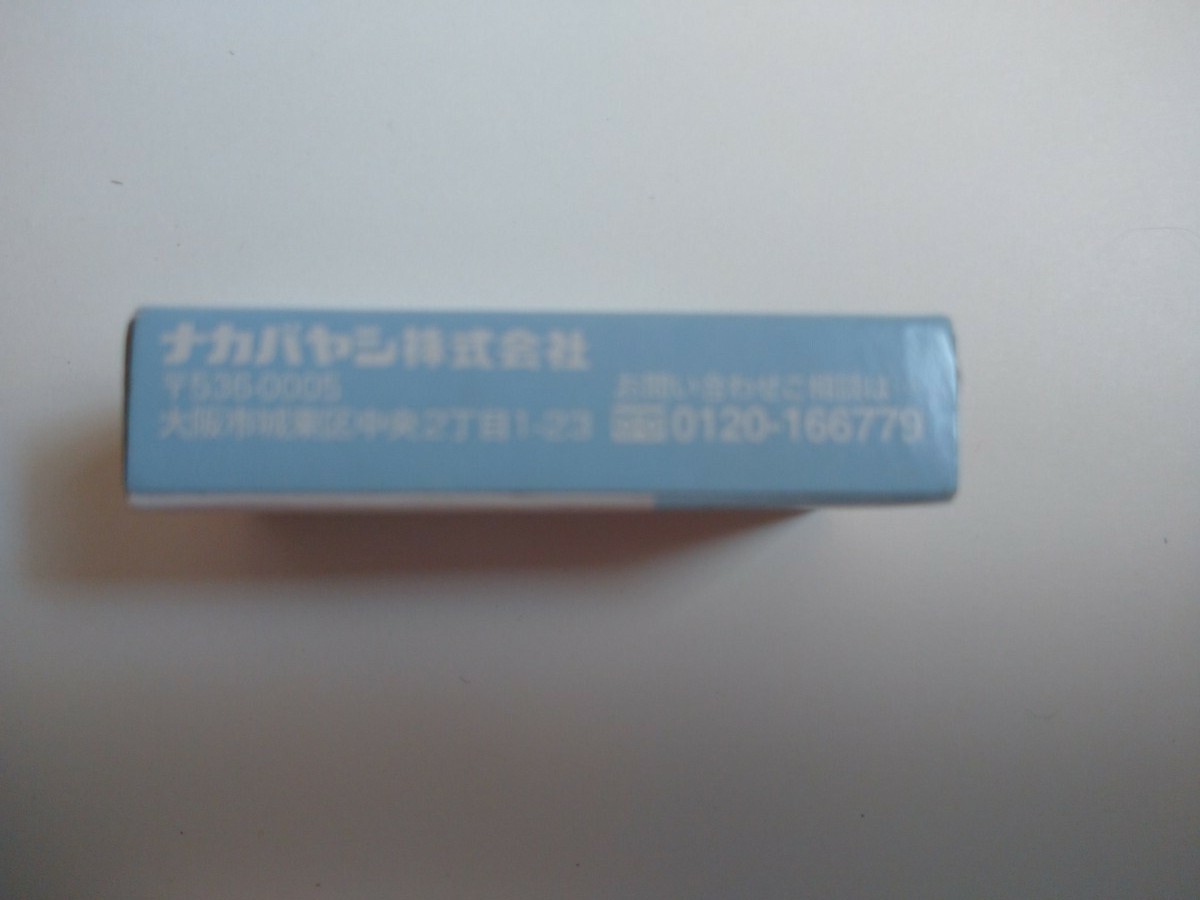 ナカバヤシ株式会社
〒536-0005
大阪市城東区中央2丁目1-23
お問い合わせご相談は
0120-166779